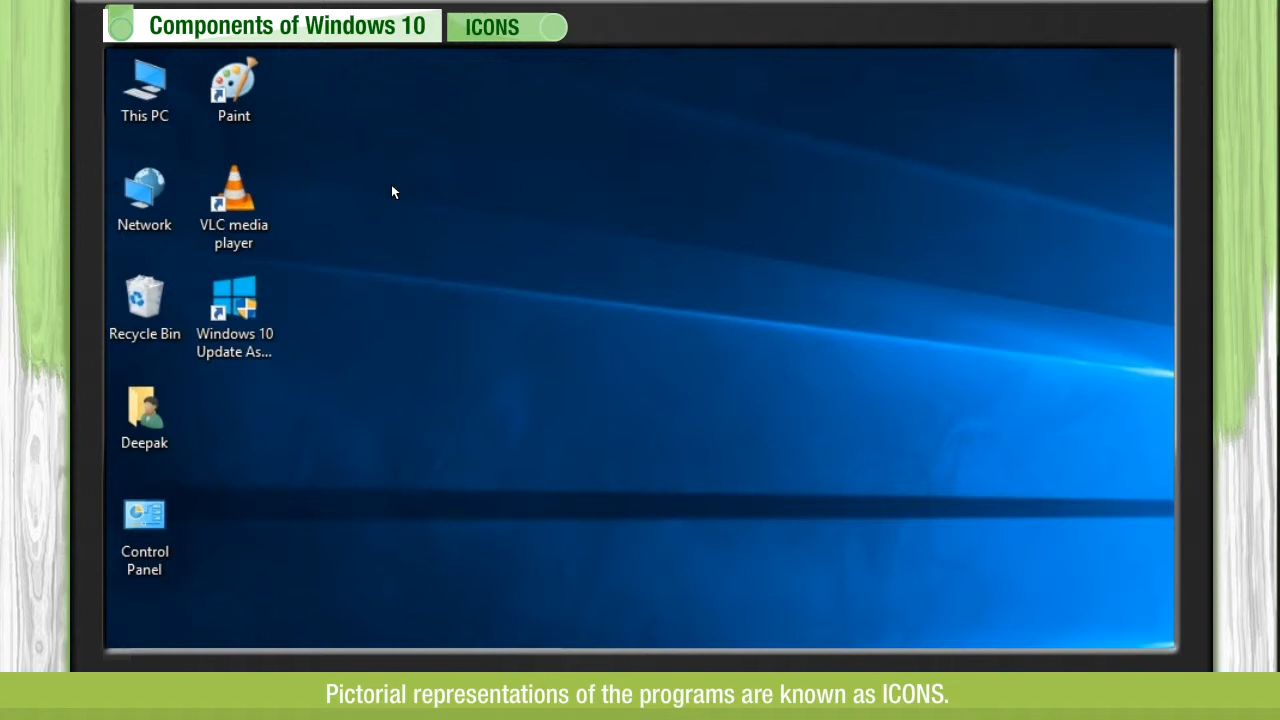 Components of Windows 10
ICONS
This PC
Paint
Network
VLC media
player
Recycle Bin
Windows 10
Update As...
Deepak
Control
Panel
Pictorial representations of the programs are known as ICONS.